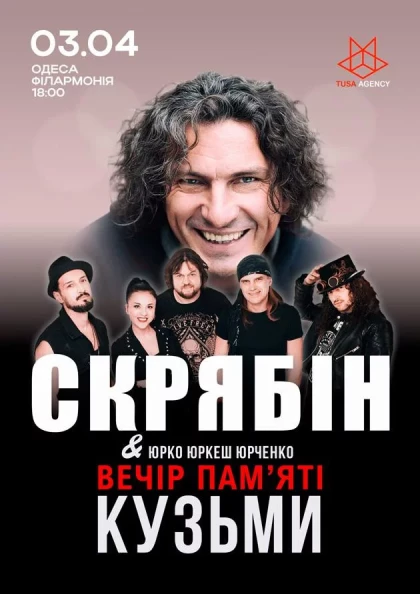 03.04
ОДЕСА
ФІЛАРМОНІЯ
18:00
TUSA AGENCY
СКРЯБІН
& ЮРКО ЮРКЕШ ЮРЧЕНКО
ВЕЧІР ПАМ’ЯТІ
КУЗЬМИ